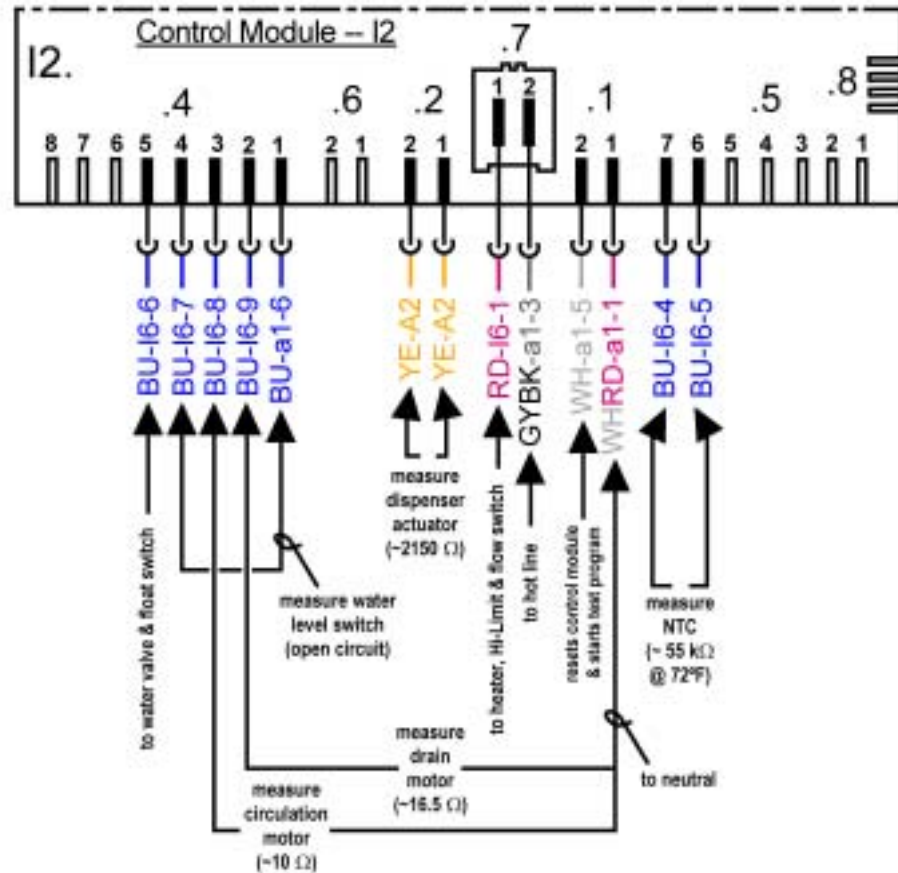 Control Module -- I2
I2.
.4
.6
.2
.7
.1
.5
.8
8 7 6 5 4 3 2 1
2 1
2 1
1 2
2 1
7 6 5 4 3 2 1
BU-I6-6
BU-I6-7
BU-I6-8
BU-I6-9
BU-a1-6
YE-A2
YE-A2
RD-I6-1
GYBK-a1-3
WH-a1-5
WHRD-a1-1
BU-I6-4
BU-I6-5
to water valve & float switch
measure water
level switch
(open circuit)
measure
dispenser
actuator
(~2150 Ω)
to heater, Hi-Limit & flow switch
to hot line
resets control module
& starts test program
measure
NTC
(~ 55 kΩ
@ 72ºF)
measure
drain
motor
(~16.5 Ω)
to neutral
measure
circulation
motor
(~10 Ω)